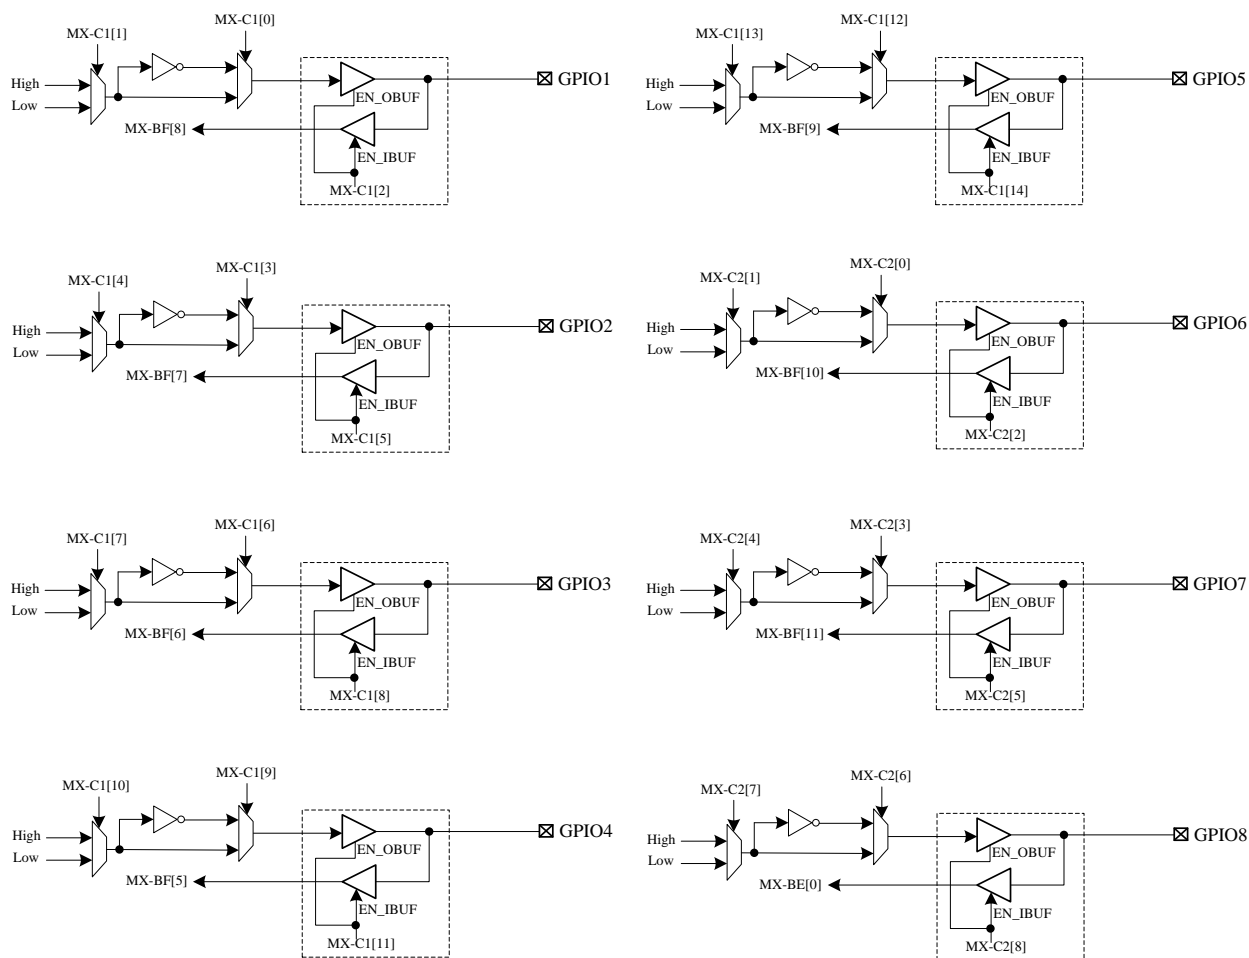 MX-C1[0]
MX-C1[1]
High
Low
GPIO1
EN_OBUF
MX-BF[8]
EN_IBUF
MX-C1[2]
MX-C1[12]
MX-C1[13]
High
Low
GPIO5
EN_OBUF
MX-BF[9]
EN_IBUF
MX-C1[14]
MX-C1[3]
MX-C1[4]
High
Low
GPIO2
EN_OBUF
MX-BF[7]
EN_IBUF
MX-C1[5]
MX-C2[0]
MX-C2[1]
High
Low
GPIO6
EN_OBUF
MX-BF[10]
EN_IBUF
MX-C2[2]
MX-C1[6]
MX-C1[7]
High
Low
GPIO3
EN_OBUF
MX-BF[6]
EN_IBUF
MX-C1[8]
MX-C2[3]
MX-C2[4]
High
Low
GPIO7
EN_OBUF
MX-BF[11]
EN_IBUF
MX-C2[5]
MX-C1[9]
MX-C1[10]
High
Low
GPIO4
EN_OBUF
MX-BF[5]
EN_IBUF
MX-C1[11]
MX-C2[6]
MX-C2[7]
High
Low
GPIO8
EN_OBUF
MX-BE[0]
EN_IBUF
MX-C2[8]